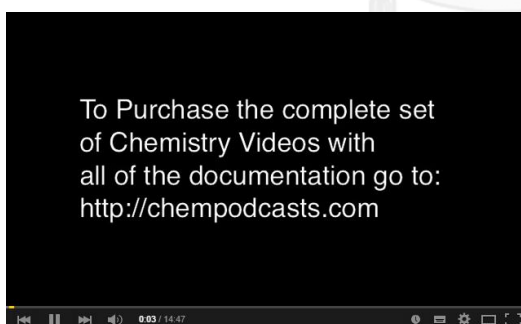 To Purchase the complete set
of Chemistry Videos with
all of the documentation go to:
http://chempodcasts.com
0:03 / 14:47